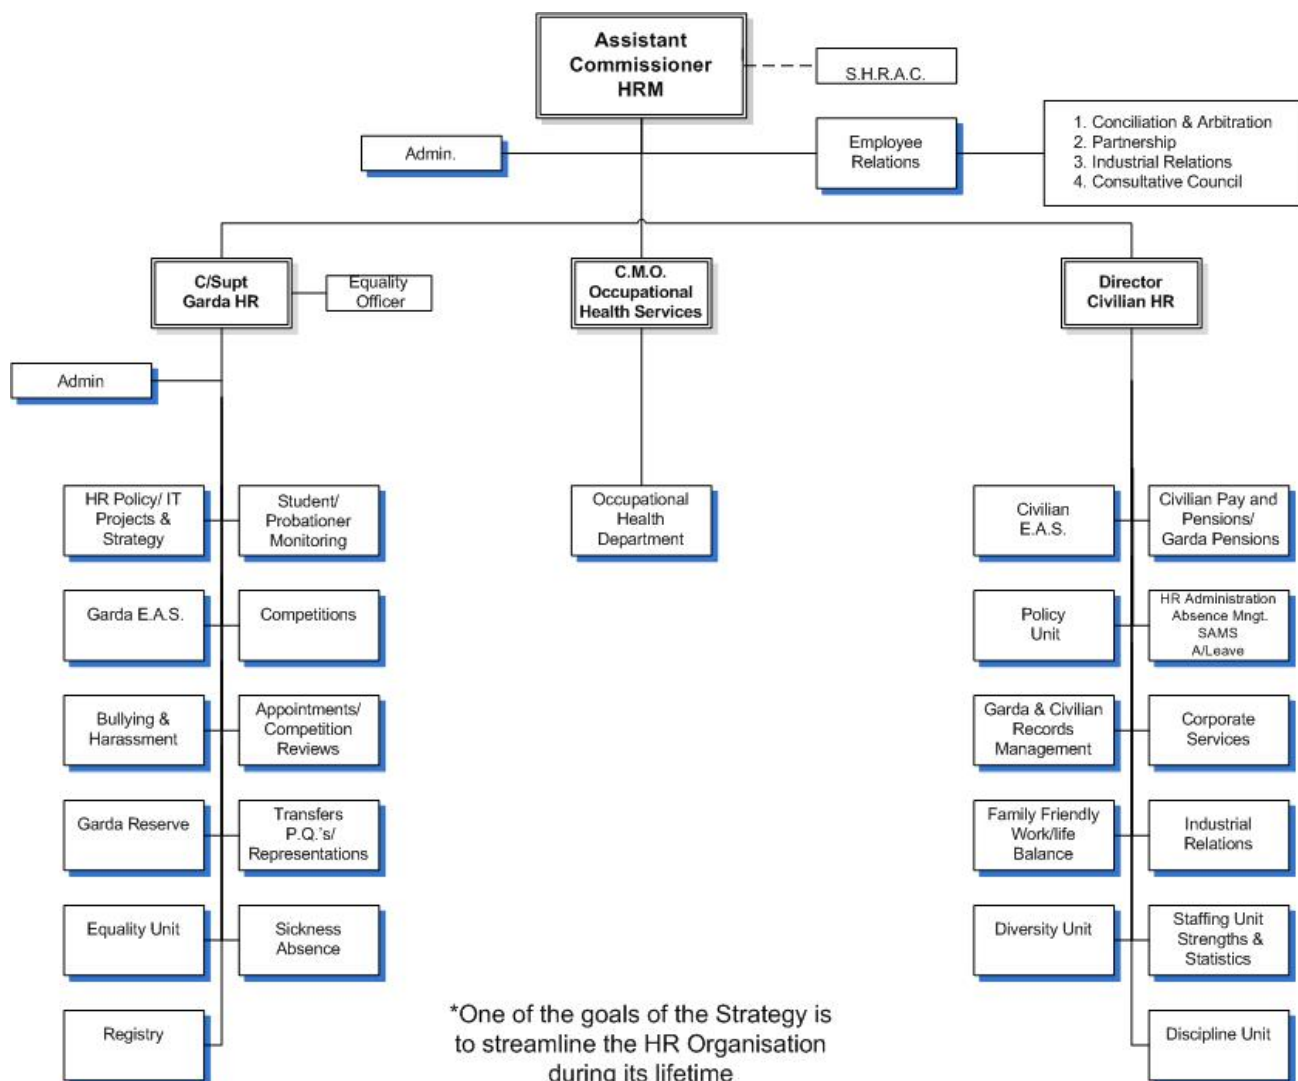 Assistant
Commissioner
HRM
S.H.R.A.C.
Admin.
Employee
Relations
1. Conciliation & Arbitration
2. Partnership
3. Industrial Relations
4. Consultative Council
C/Supt
Garda HR
Equality
Officer
C.M.O.
Occupational
Health Services
Director
Civilian HR
Admin
HR Policy/ IT
Projects &
Strategy
Student/
Probationer
Monitoring
Occupational
Health
Department
Civilian
E.A.S.
Civilian Pay and
Pensions/
Garda Pensions
Garda E.A.S.
Competitions
Policy
Unit
HR Administration
Absence Mngt.
SAMS
A/Leave
Bullying &
Harassment
Appointments/
Competition
Reviews
Garda & Civilian
Records
Management
Corporate
Services
Garda Reserve
Transfers
P.Q.'s/
Representations
Family Friendly
Work/life
Balance
Industrial
Relations
Equality Unit
Sickness
Absence
Diversity Unit
Staffing Unit
Strengths &
Statistics
Registry
Discipline Unit
*One of the goals of the Strategy is
to streamline the HR Organisation
during its lifetime